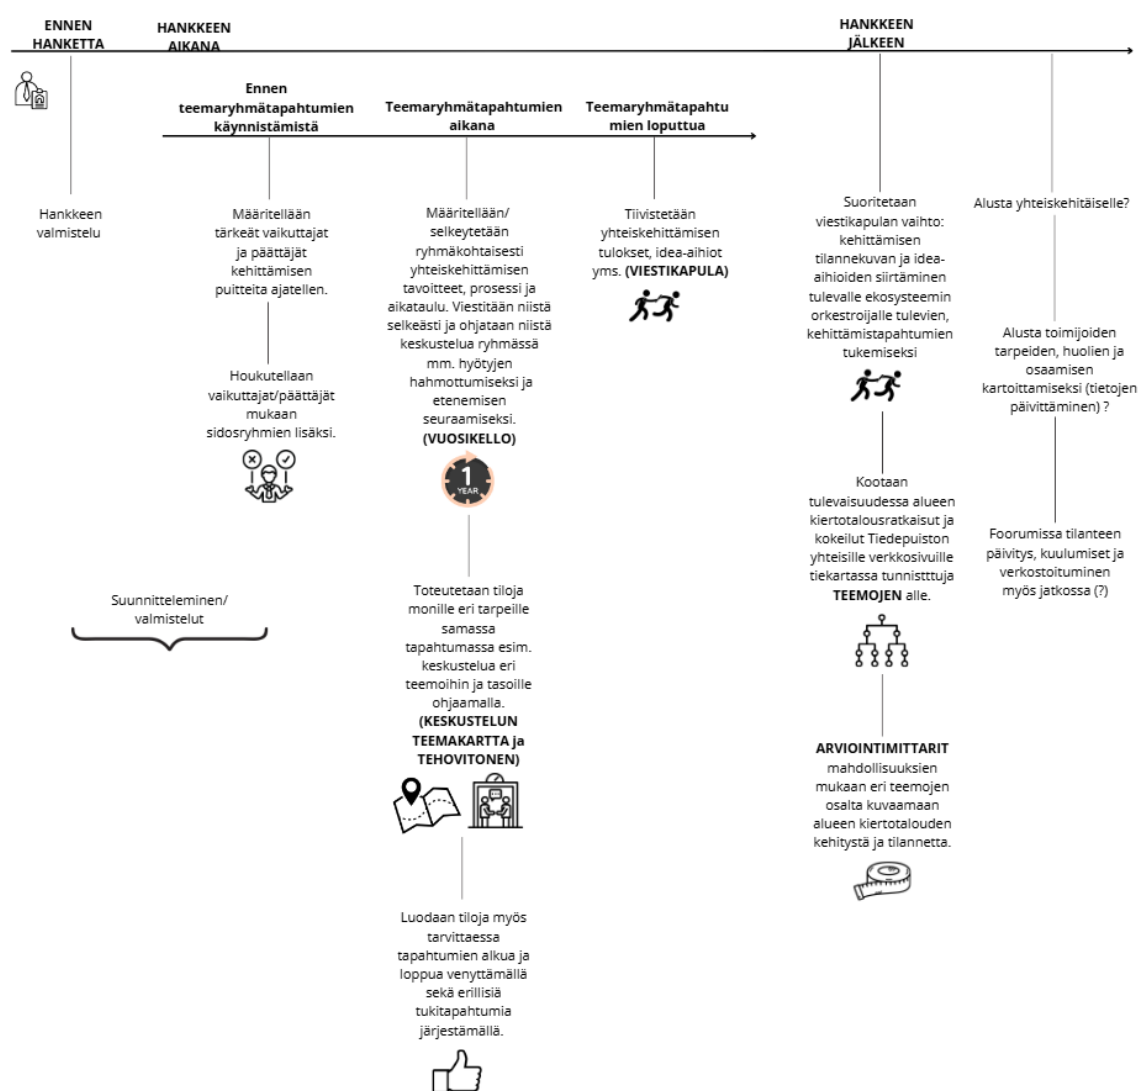 ENNEN
HANKETTA
HANKKEEN
AIKANA
HANKKEEN
JÄLKEEN
Ennen
teemaryhmätapahtumien
käynnistämistä
Teemaryhmätapahtumien
aikana
Teemaryhmätapahtu
mien loputtua
Hankkeen
valmistelu
Määritellään
tärkeät vaikuttajat
ja päättäjät
kehittämisen
puitteita ajatellen.
Houkutellaan
vaikuttajat/päättäjät
mukaan
sidosryhmien lisäksi.
Suunnitteleminen/
valmistelut
Määritellään/
selkeytetään
ryhmäkohtaisesti
yhteiskehittämisen
tavoitteet, prosessi ja
aikataulu. Viestitään niistä
selkeästi ja ohjataan niistä
keskustelua ryhmässä
mm. hyötyjen
hahmottumiseksi ja
etenemisen
seuraamiseksi.
(VUOSIKELLO)
1
YEAR
Toteutetaan tiloja
monille eri tarpeille
samassa
tapahtumassa esim.
keskustelua eri
teemoihin ja tasoille
ohjaamalla.
(KESKUSTELUN
TEEMAKARTTA ja
TEHOVITONEN)
Luodaan tiloja myös
tarvittaessa
tapahtumien alkua ja
loppua venyttämällä
sekä erillisiä
tukitapahtumia
järjestämällä.
Tiivistetään
yhteiskehittämisen
tulokset, idea-aihiot
yms. (VIESTIKAPULA)
Suoritetaan
viestikapulan vaihto:
kehittämisen
tilannekuvan ja idea-
aihioiden siirtäminen
tulevalle ekosysteemin
orkestroijalle tulevien,
kehittämistapahtumien
tukemiseksi
Kootaan
tulevaisuudessa alueen
kiertotalousratkaisut ja
kokeilut Tiedepuiston
yhteisille verkkosivuille
tiekartassa tunnistttuja
TEEMOJEN alle.
ARVIOINTIMITTARIT
mahdollisuuksien
mukaan eri teemojen
osalta kuvaamaan
alueen kiertotalouden
kehitystä ja tilannetta.
Alusta yhteiskehitäiselle?
Alusta toimijoiden
tarpeiden, huolien ja
osaamisen
kartoittamiseksi (tietojen
päivittäminen) ?
Foorumissa tilanteen
päivitys, kuulumiset ja
verkostoituminen
myös jatkossa (?)